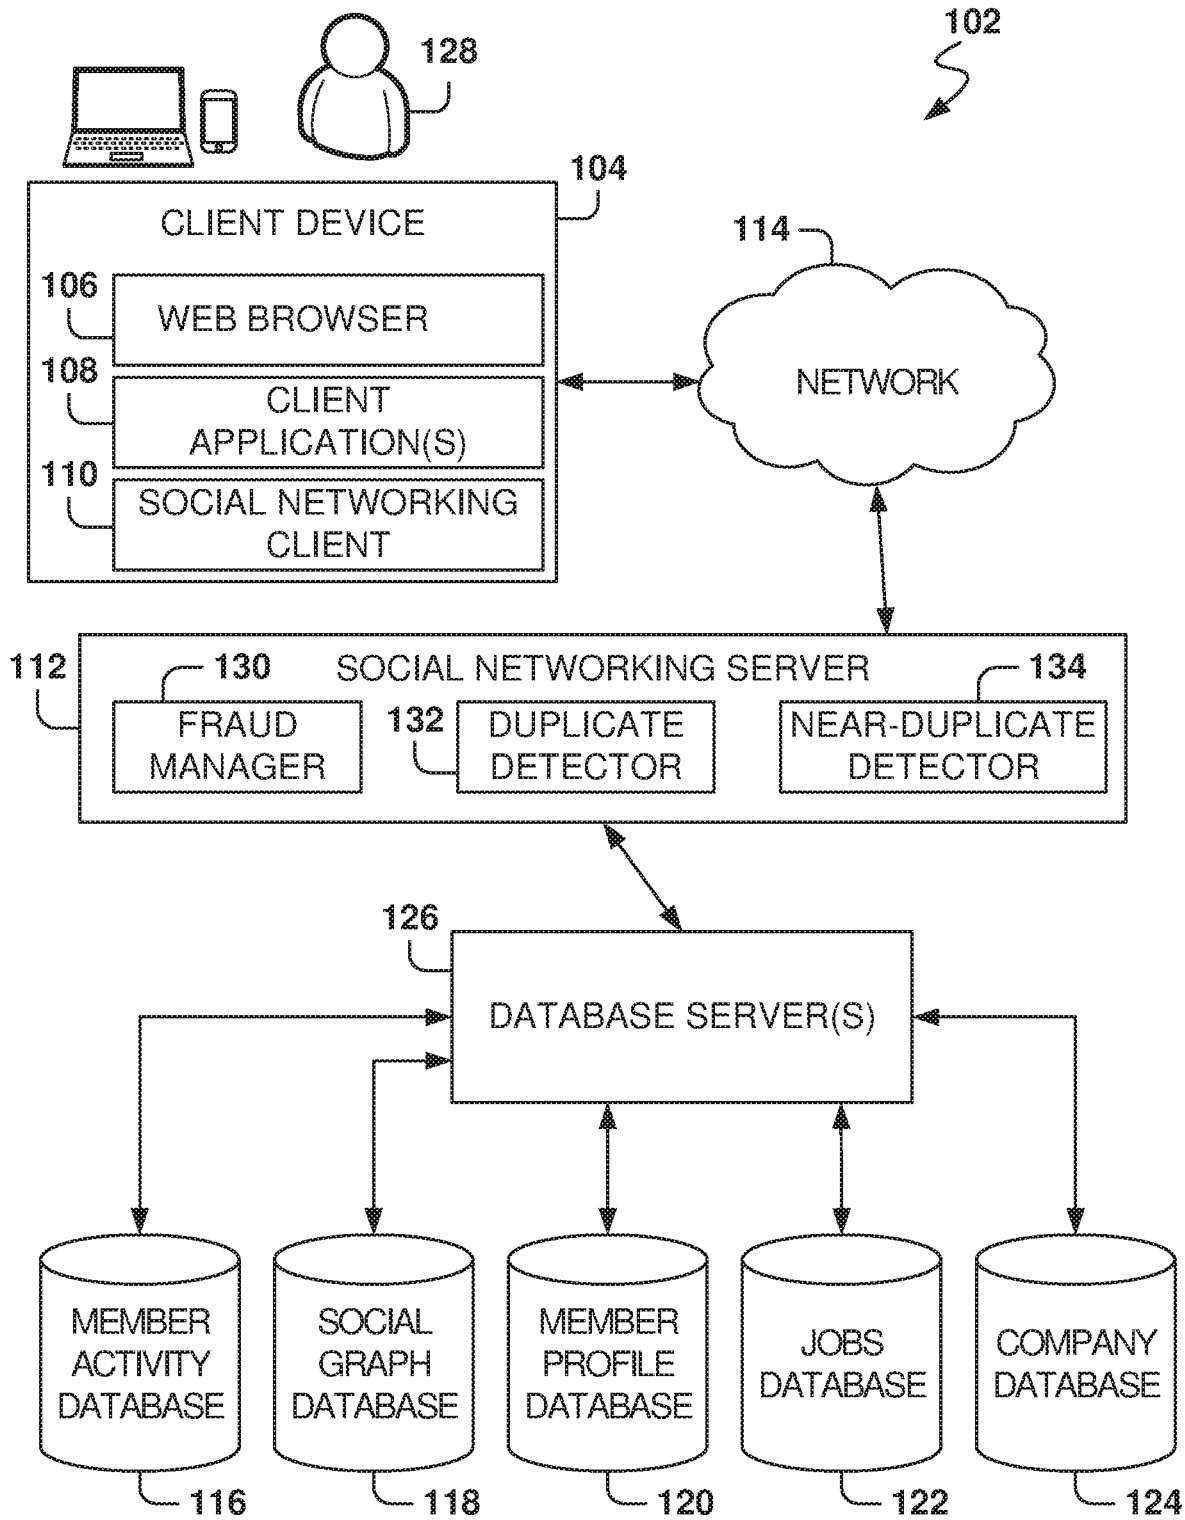 102
128
104
CLIENT DEVICE
114
106
WEB BROWSER
108
CLIENT
APPLICATION(S)
NETWORK
110
SOCIAL NETWORKING
CLIENT
112
SOCIAL NETWORKING SERVER
130
FRAUD
MANAGER
132
DUPLICATE
DETECTOR
134
NEAR-DUPLICATE
DETECTOR
126
DATABASE SERVER(S)
MEMBER
ACTIVITY
DATABASE
SOCIAL
GRAPH
DATABASE
MEMBER
PROFILE
DATABASE
JOBS
DATABASE
COMPANY
DATABASE
116
118
120
122
124